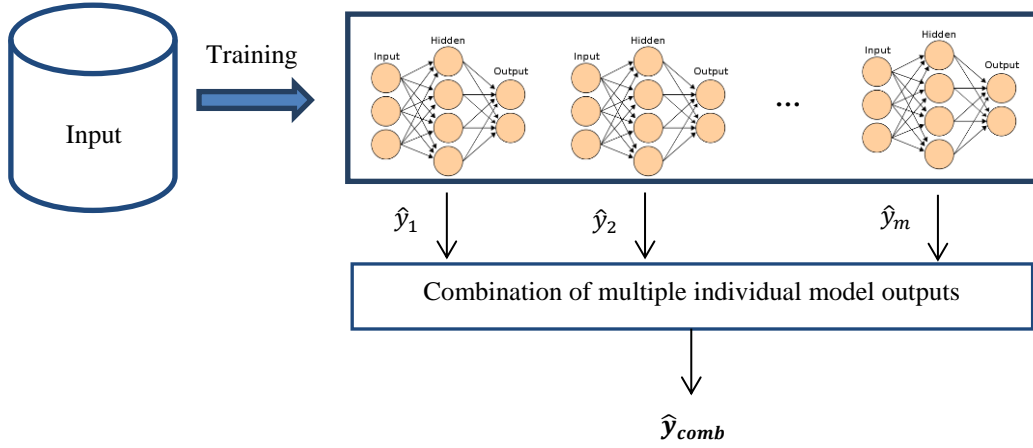 Input
Training
Input
Hidden
Output
Input
Hidden
Output
...
Input
Hidden
Output
ŷ₁
ŷ₂
ŷₘ
Combination of multiple individual model outputs
ŷcomb